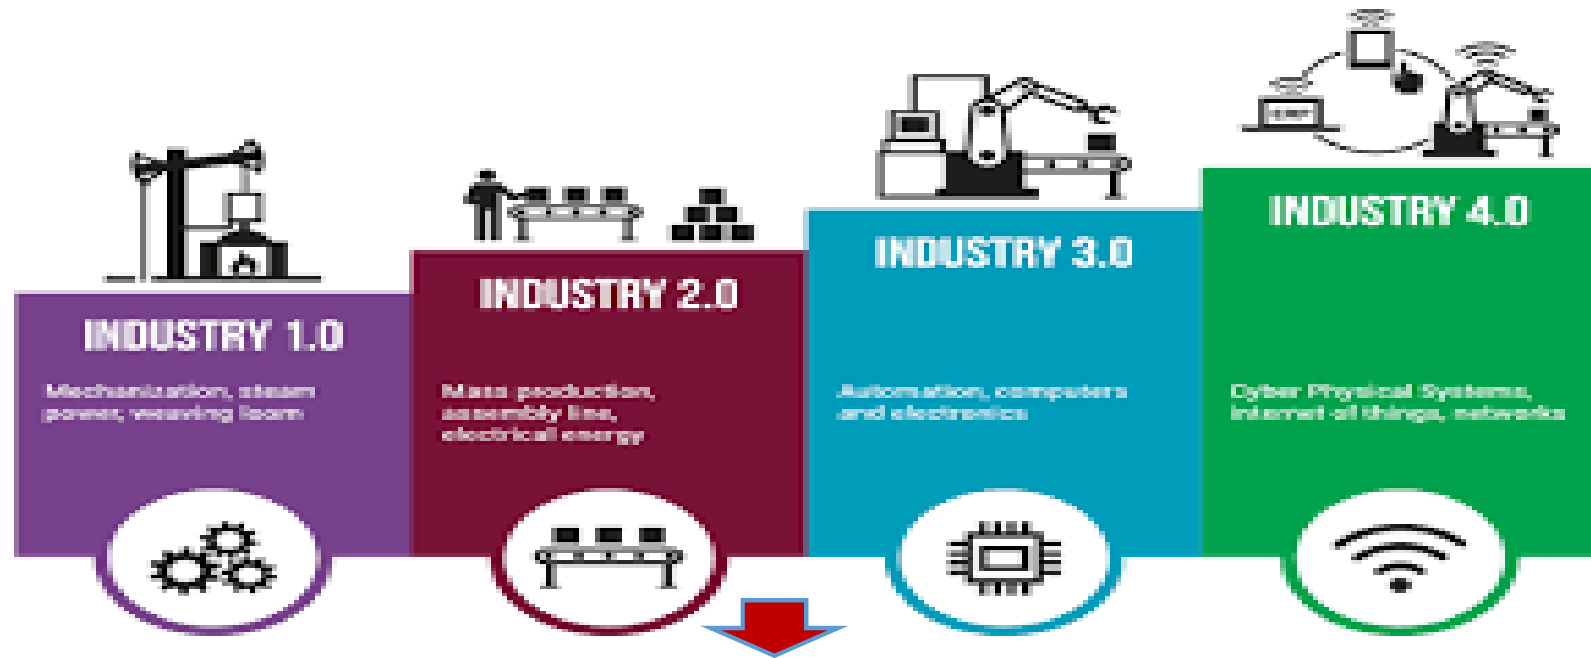 INDUSTRY 1.0
Mechanization, steam
power, weaving loom
INDUSTRY 2.0
Mass production,
assembly line,
electrical energy
INDUSTRY 3.0
Automation, computers
and electronics
INDUSTRY 4.0
Cyber Physical Systems,
internet of things, networks